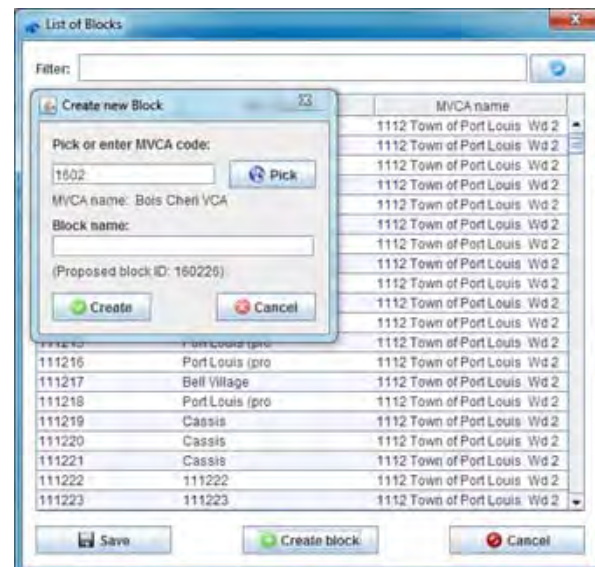 List of Blocks
Filter:
Create new Block
MVCA name
Pick or enter MVCA code:
1602
Pick
MVCA name: Bois Cheri VCA
Block name:
(Proposed block ID: 160226)
Create
Cancel
1112 Town of Port Louis Wd 2
1112 Town of Port Louis Wd 2
1112 Town of Port Louis Wd 2
1112 Town of Port Louis Wd 2
1112 Town of Port Louis Wd 2
1112 Town of Port Louis Wd 2
1112 Town of Port Louis Wd 2
1112 Town of Port Louis Wd 2
1112 Town of Port Louis Wd 2
1112 Town of Port Louis Wd 2
1112 Town of Port Louis Wd 2
111215 Port Louis (pro 1112 Town of Port Louis Wd 2
111216 Port Louis (pro 1112 Town of Port Louis Wd 2
111217 Bell Village 1112 Town of Port Louis Wd 2
111218 Port Louis (pro 1112 Town of Port Louis Wd 2
111219 Cassis 1112 Town of Port Louis Wd 2
111220 Cassis 1112 Town of Port Louis Wd 2
111221 Cassis 1112 Town of Port Louis Wd 2
111222 111222 1112 Town of Port Louis Wd 2
111223 111223 1112 Town of Port Louis Wd 2
Save
Create block
Cancel